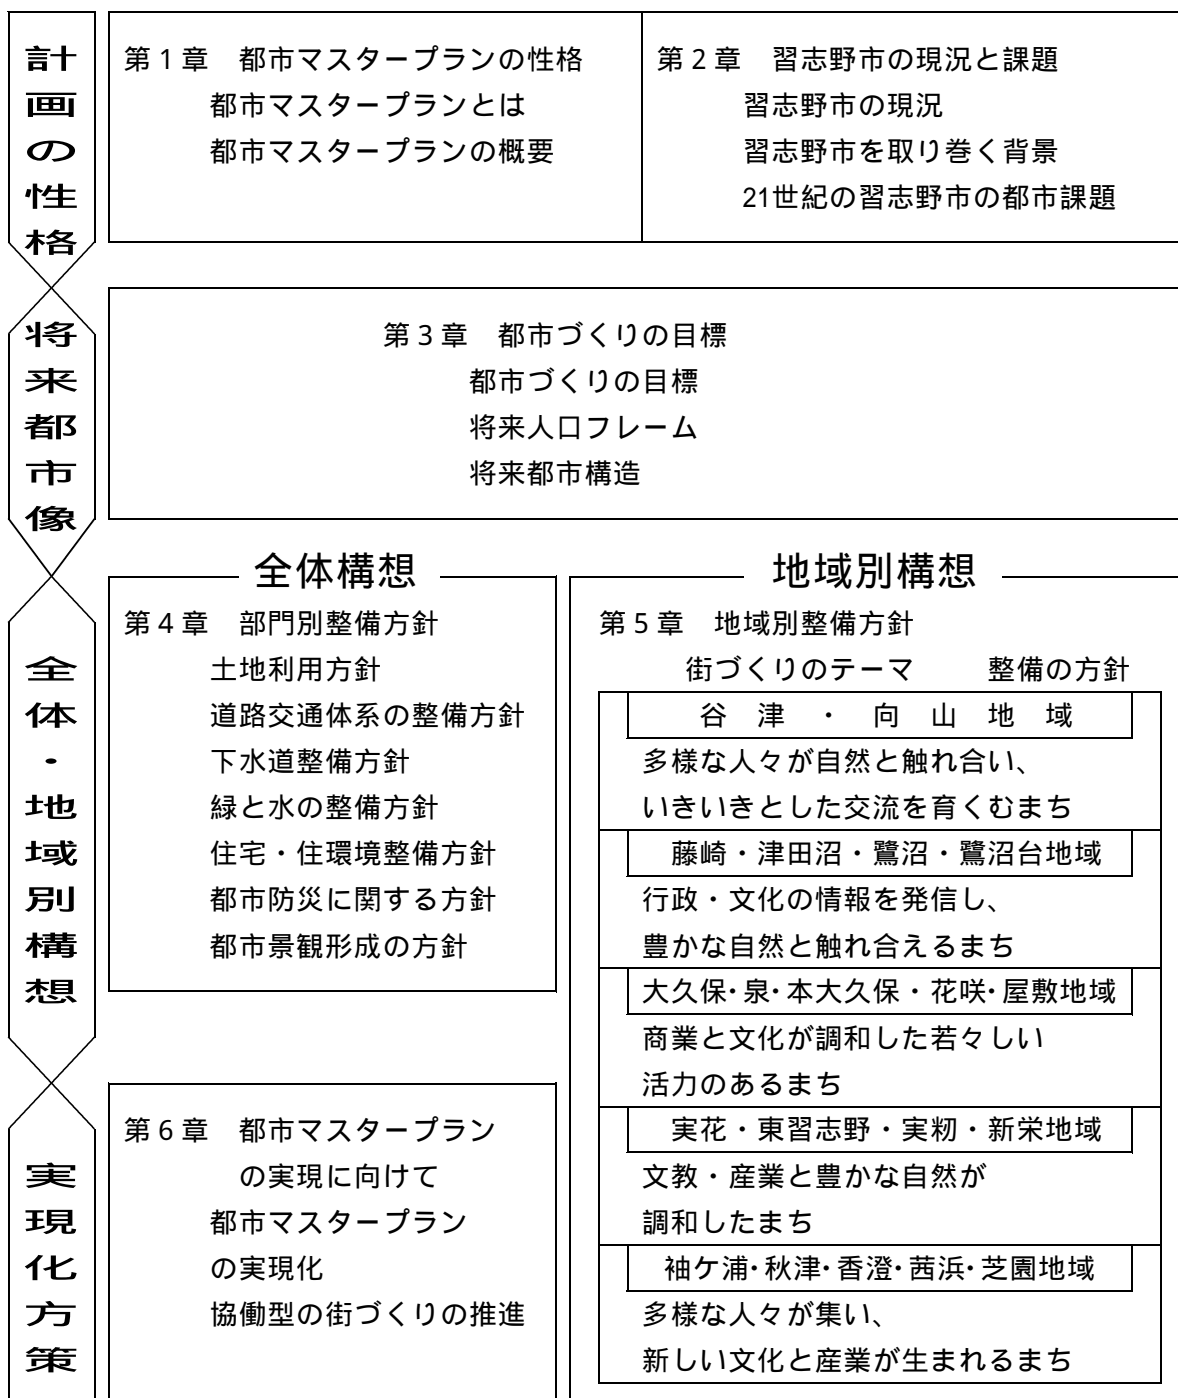 計画の性格
第1章　都市マスタープランの性格
都市マスタープランとは
都市マスタープランの概要
第2章　習志野市の現況と課題
習志野市の現況
習志野市を取り巻く背景
21世紀の習志野市の都市課題
将来都市像
第3章　都市づくりの目標
都市づくりの目標
将来人口フレーム
将来都市構造
全体・地域別構想
全体構想
第4章　部門別整備方針
土地利用方針
道路交通体系の整備方針
下水道整備方針
緑と水の整備方針
住宅・住環境整備方針
都市防災に関する方針
都市景観形成の方針
地域別構想
第5章　地域別整備方針
街づくりのテーマ　　整備の方針
谷津・向山地域
多様な人々が自然と触れ合い、
いきいきとした交流を育くむまち
藤崎・津田沼・鷺沼・鷺沼台地域
行政・文化の情報を発信し、
豊かな自然と触れ合えるまち
大久保・泉・本大久保・花咲・屋敷地域
商業と文化が調和した若々しい
活力のあるまち
実花・東習志野・実籾・新栄地域
文教・産業と豊かな自然が
調和したまち
袖ケ浦・秋津・香澄・茜浜・芝園地域
多様な人々が集い、
新しい文化と産業が生まれるまち
実現化方策
第6章　都市マスタープラン
の実現に向けて
都市マスタープラン
の実現化
協働型の街づくりの推進